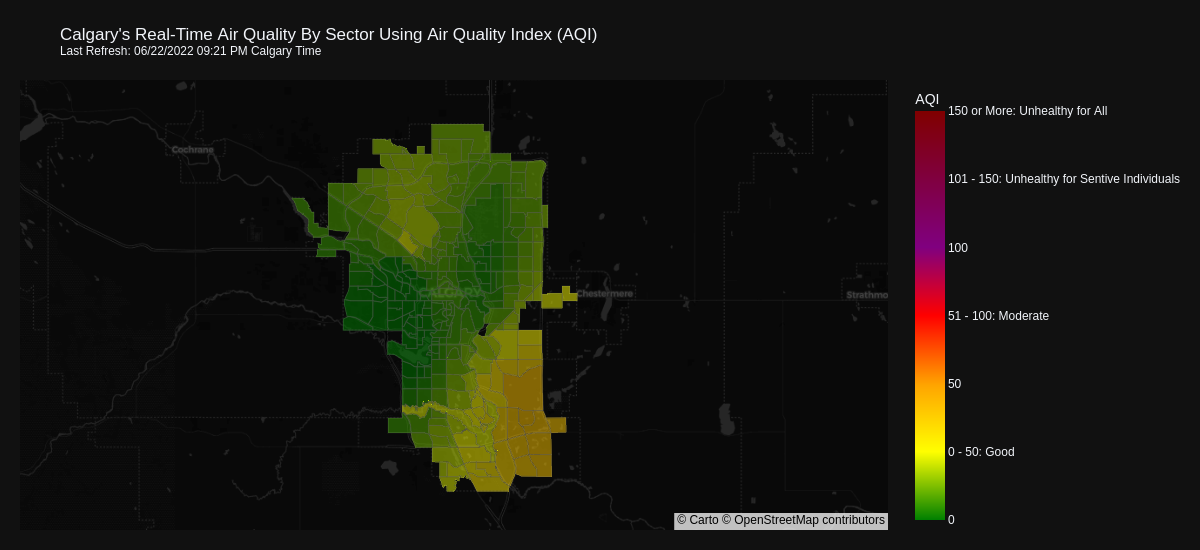 Calgary's Real-Time Air Quality By Sector Using Air Quality Index (AQI)
Last Refresh: 06/22/2022 09:21 PM Calgary Time
AQI
150 or More: Unhealthy for All
Cochrane
101 - 150: Unhealthy for Sentive Individuals
100
CALGARY
Chestermere
Strathmo
51 - 100: Moderate
50
0 - 50: Good
0
© Carto © OpenStreetMap contributors